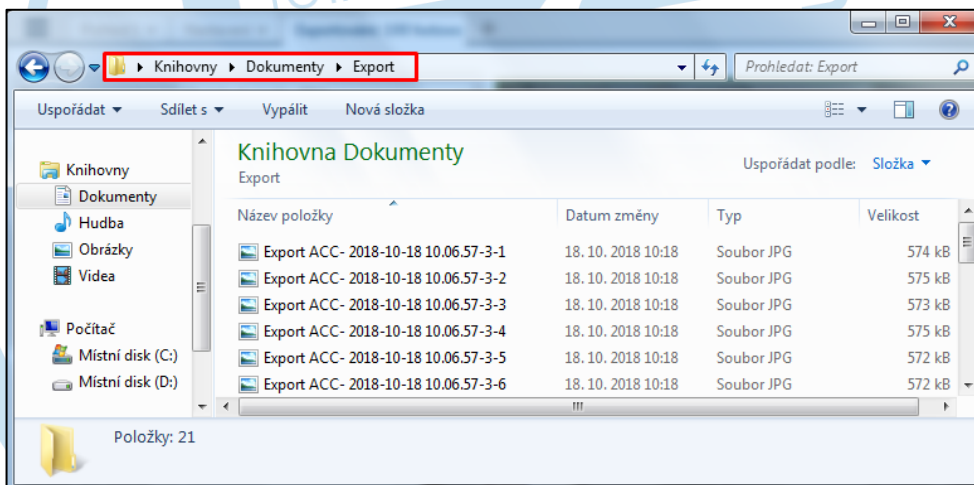 Knihovny Dokumenty Export
Prohledat: Export
Uspořádat Sdílet s Vypálit Nová složka
Knihovny
Dokumenty
Hudba
Obrázky
Videa
Počítač
Místní disk (C:)
Místní disk (D:)
Knihovna Dokumenty
Export
Uspořádat podle: Složka
Název položky Datum změny Typ Velikost
Export ACC- 2018-10-18 10.06.57-3-1 18. 10. 2018 10:18 Soubor JPG 574 kB
Export ACC- 2018-10-18 10.06.57-3-2 18. 10. 2018 10:18 Soubor JPG 575 kB
Export ACC- 2018-10-18 10.06.57-3-3 18. 10. 2018 10:18 Soubor JPG 573 kB
Export ACC- 2018-10-18 10.06.57-3-4 18. 10. 2018 10:18 Soubor JPG 575 kB
Export ACC- 2018-10-18 10.06.57-3-5 18. 10. 2018 10:18 Soubor JPG 572 kB
Export ACC- 2018-10-18 10.06.57-3-6 18. 10. 2018 10:18 Soubor JPG 572 kB
Položky: 21